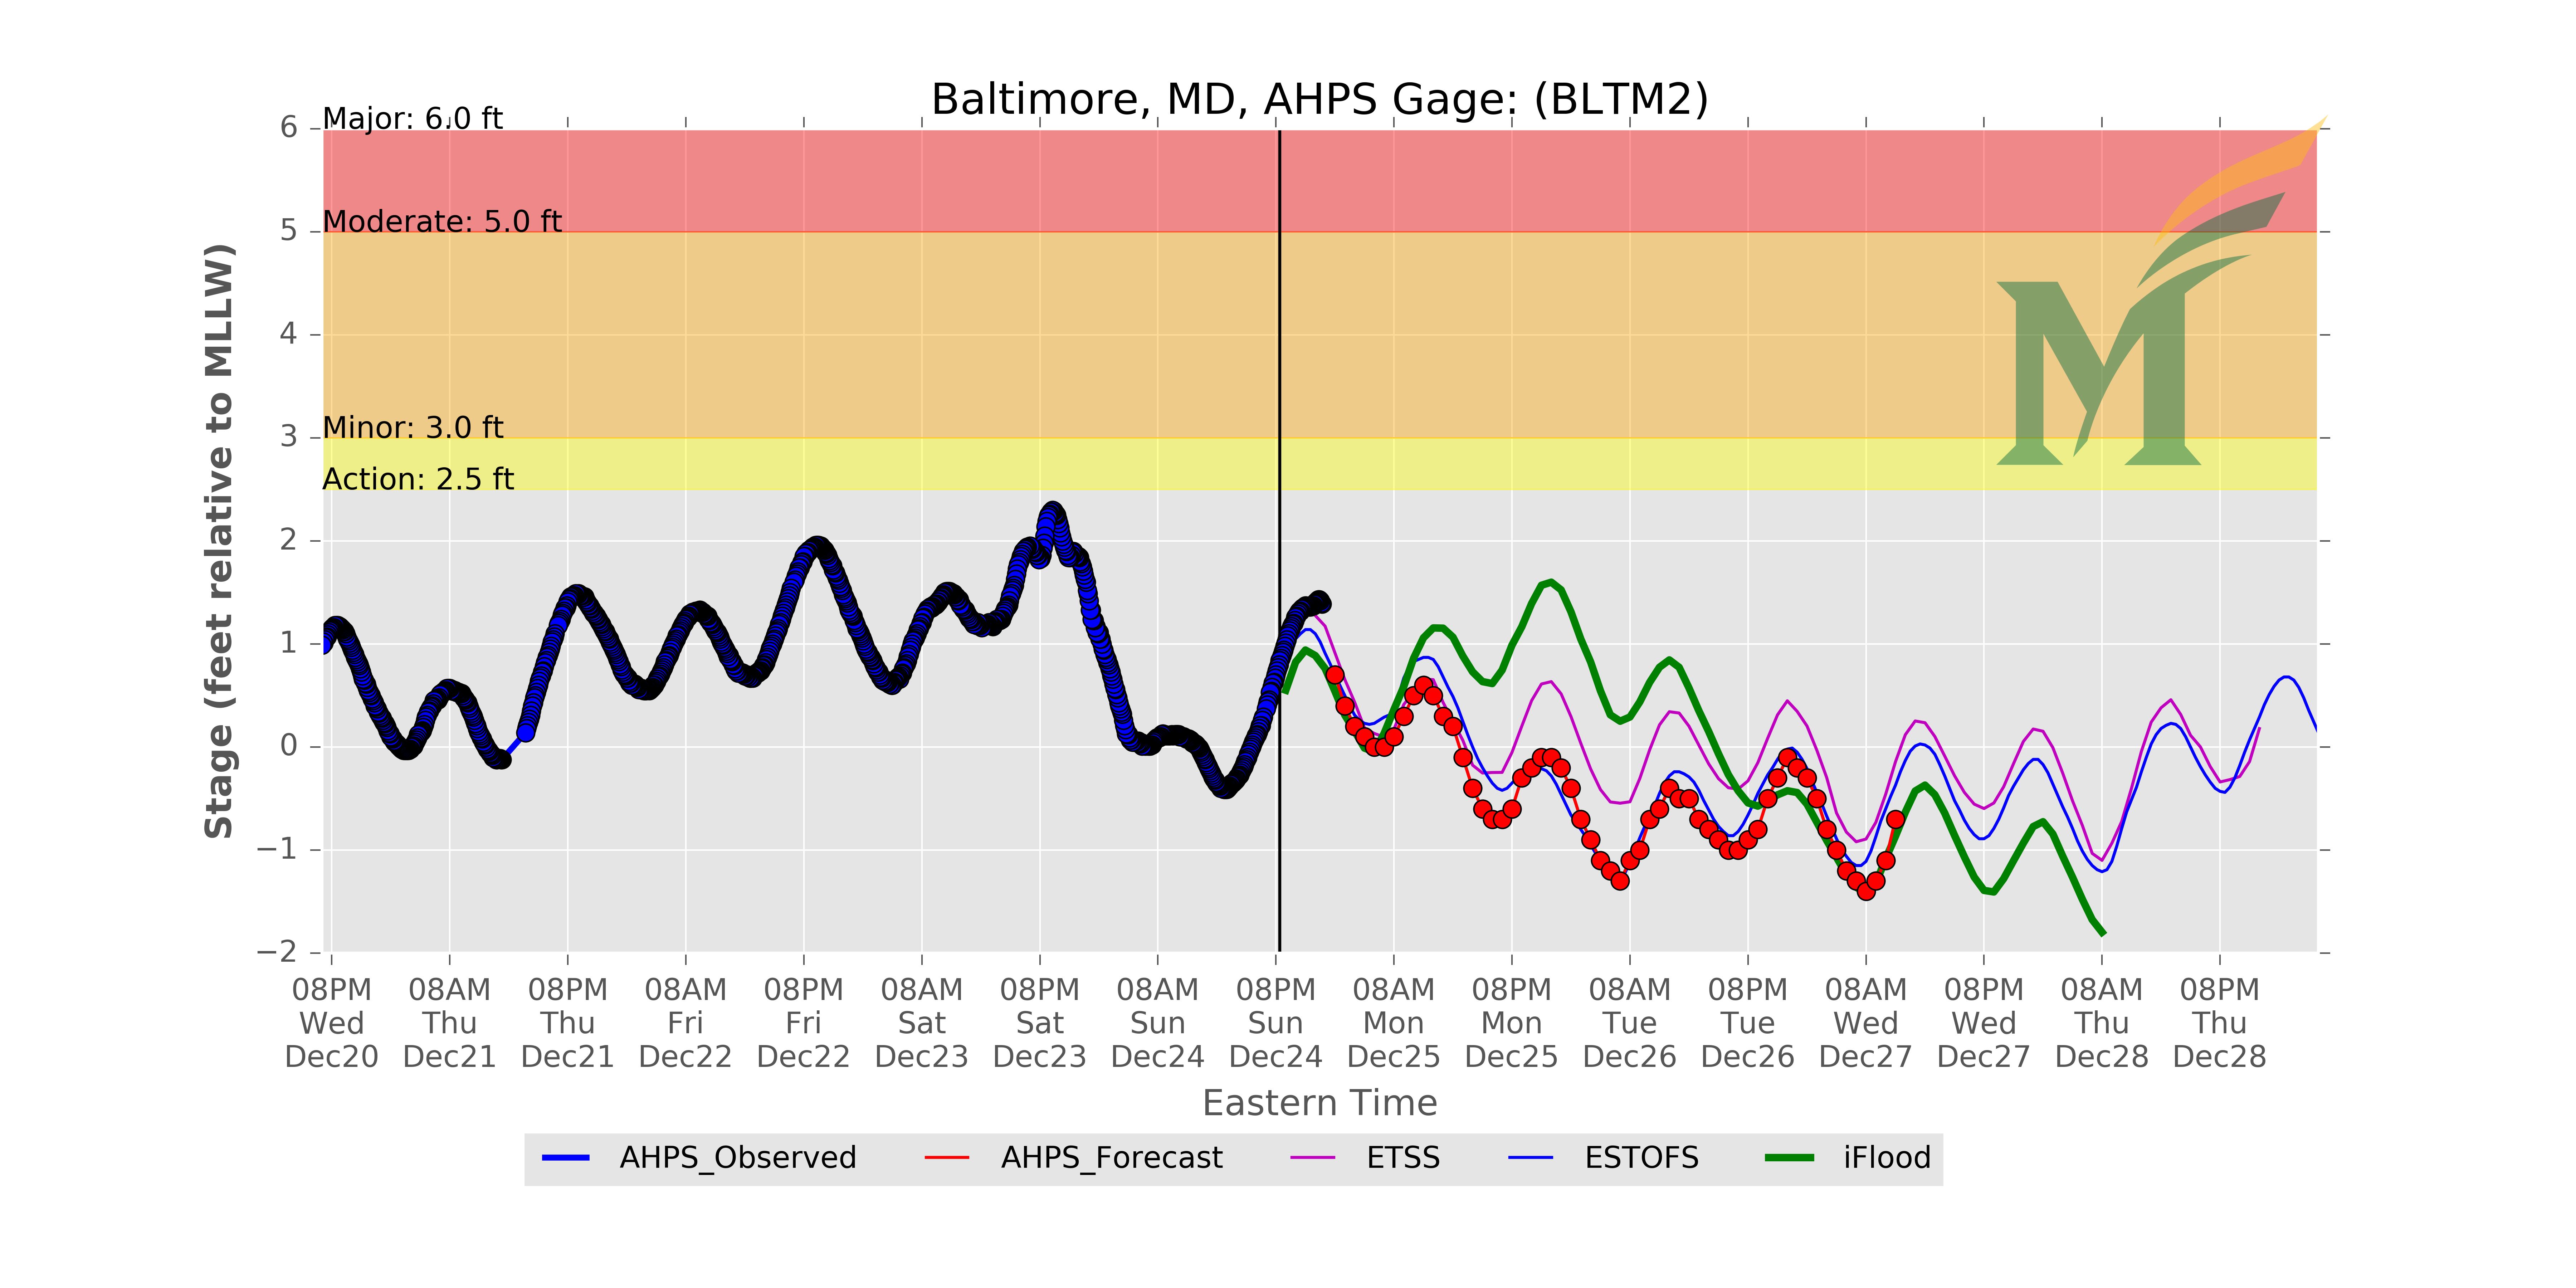 Baltimore, MD, AHPS Gage: (BLTM2)
Major: 6.0 ft
Moderate: 5.0 ft
Minor: 3.0 ft
Action: 2.5 ft
Stage (feet relative to MLLW)
6
5
4
3
2
1
0
−1
−2
08PM 08AM 08PM 08AM 08PM 08AM 08PM 08AM 08PM 08AM 08PM 08AM 08PM 08AM 08PM 08AM 08PM
Wed Thu Thu Fri Fri Sat Sat Sun Sun Mon Mon Tue Tue Wed Wed Thu Thu
Dec20 Dec21 Dec21 Dec22 Dec22 Dec23 Dec23 Dec24 Dec24 Dec25 Dec25 Dec26 Dec26 Dec27 Dec27 Dec28 Dec28
Eastern Time
AHPS_Observed AHPS_Forecast ETSS ESTOFS iFlood
M